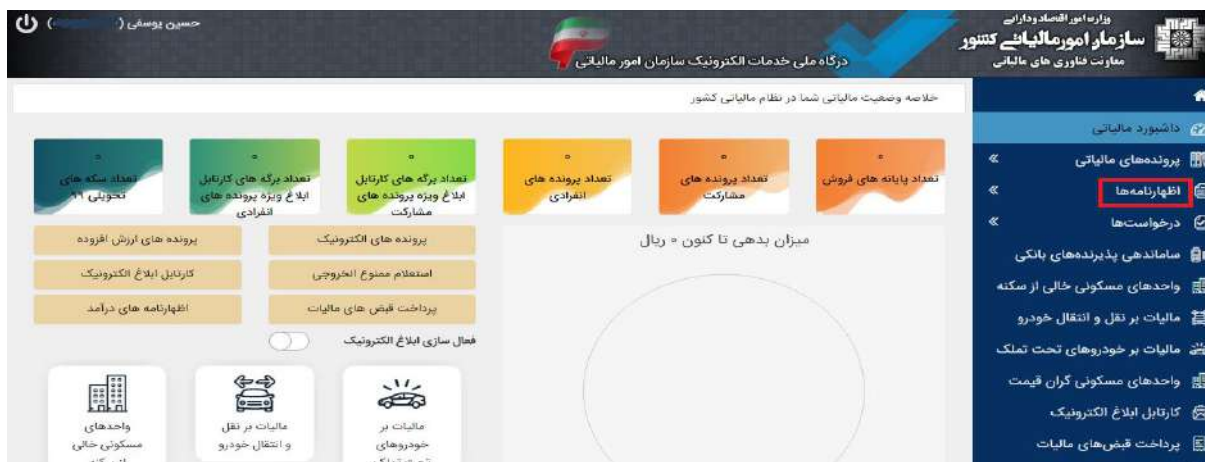 وزارت امور اقتصاد و دارایی
سازمان امور مالیاتی کشور
معاونت فناوری های مالیاتی
درگاه ملی خدمات الکترونیک سازمان امور مالیاتی
حسین یوسفی (
)
داشبورد مالیاتی
پرونده‌های مالیاتی
اظهارنامه‌ها
درخواست‌ها
ساماندهی پذیرنده‌های بانکی
واحدهای مسکونی خالی از سکنه
مالیات بر نقل و انتقال خودرو
مالیات بر خودروهای تحت تملک
واحدهای مسکونی گران قیمت
کارتابل ابلاغ الکترونیک
پرداخت قبض‌های مالیات
خلاصه وضعیت مالیاتی شما در نظام مالیاتی کشور
۰
تعداد پایانه های فروش
۰
تعداد پرونده های
مشارکت
۰
تعداد پرونده های
انفرادی
۰
تعداد برگه های کارتابل
ابلاغ ویژه پرونده های
مشارکت
۰
تعداد برگه های کارتابل
ابلاغ ویژه پرونده های
انفرادی
۰
تعداد سکه های
تحویلی ۹۹
میزان بدهی تا کنون ۰ ریال
پرونده های الکترونیک
پرونده های ارزش افزوده
استعلام ممنوع الخروجی
کارتابل ابلاغ الکترونیک
پرداخت قبض های مالیات
اظهارنامه های درآمد
فعال سازی ابلاغ الکترونیک
مالیات بر
خودروهای
مالیات بر نقل
و انتقال خودرو
واحدهای
مسکونی خالی